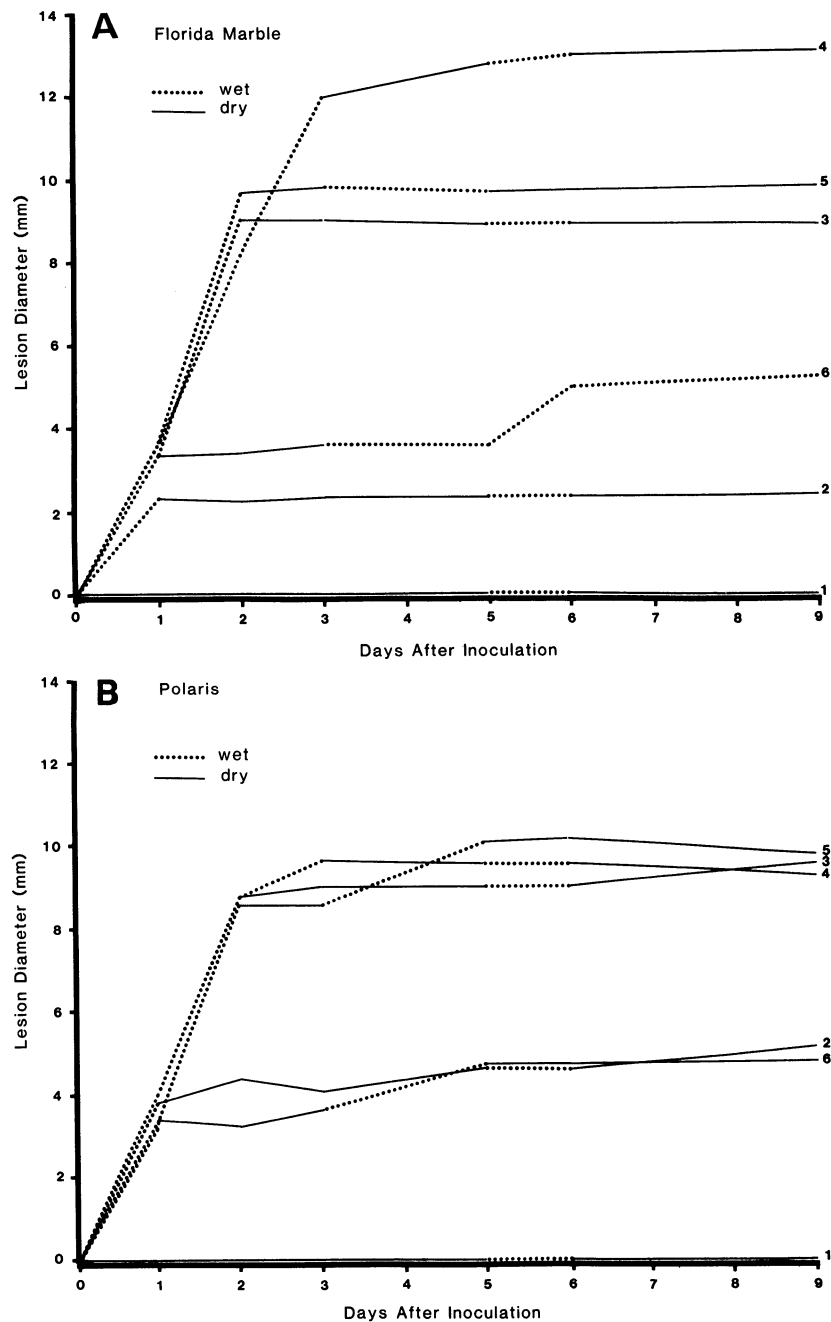 A Florida Marble
wet
dry
14
12
10
8
6
4
2
0
Lesion Diameter (mm)
4
5
3
6
2
1
0 1 2 3 4 5 6 7 8 9
Days After Inoculation
B Polaris
wet
dry
14
12
10
8
6
4
2
0
Lesion Diameter (mm)
5
3
4
2
6
1
0 1 2 3 4 5 6 7 8 9
Days After Inoculation